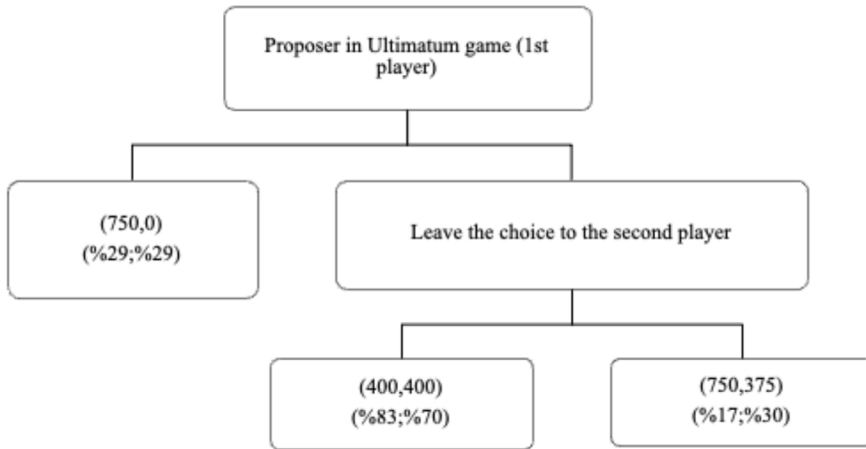 Proposer in Ultimatum game (1st
player)
(750,0)
(%29;%29)
Leave the choice to the second player
(400,400)
(%83;%70)
(750,375)
(%17;%30)